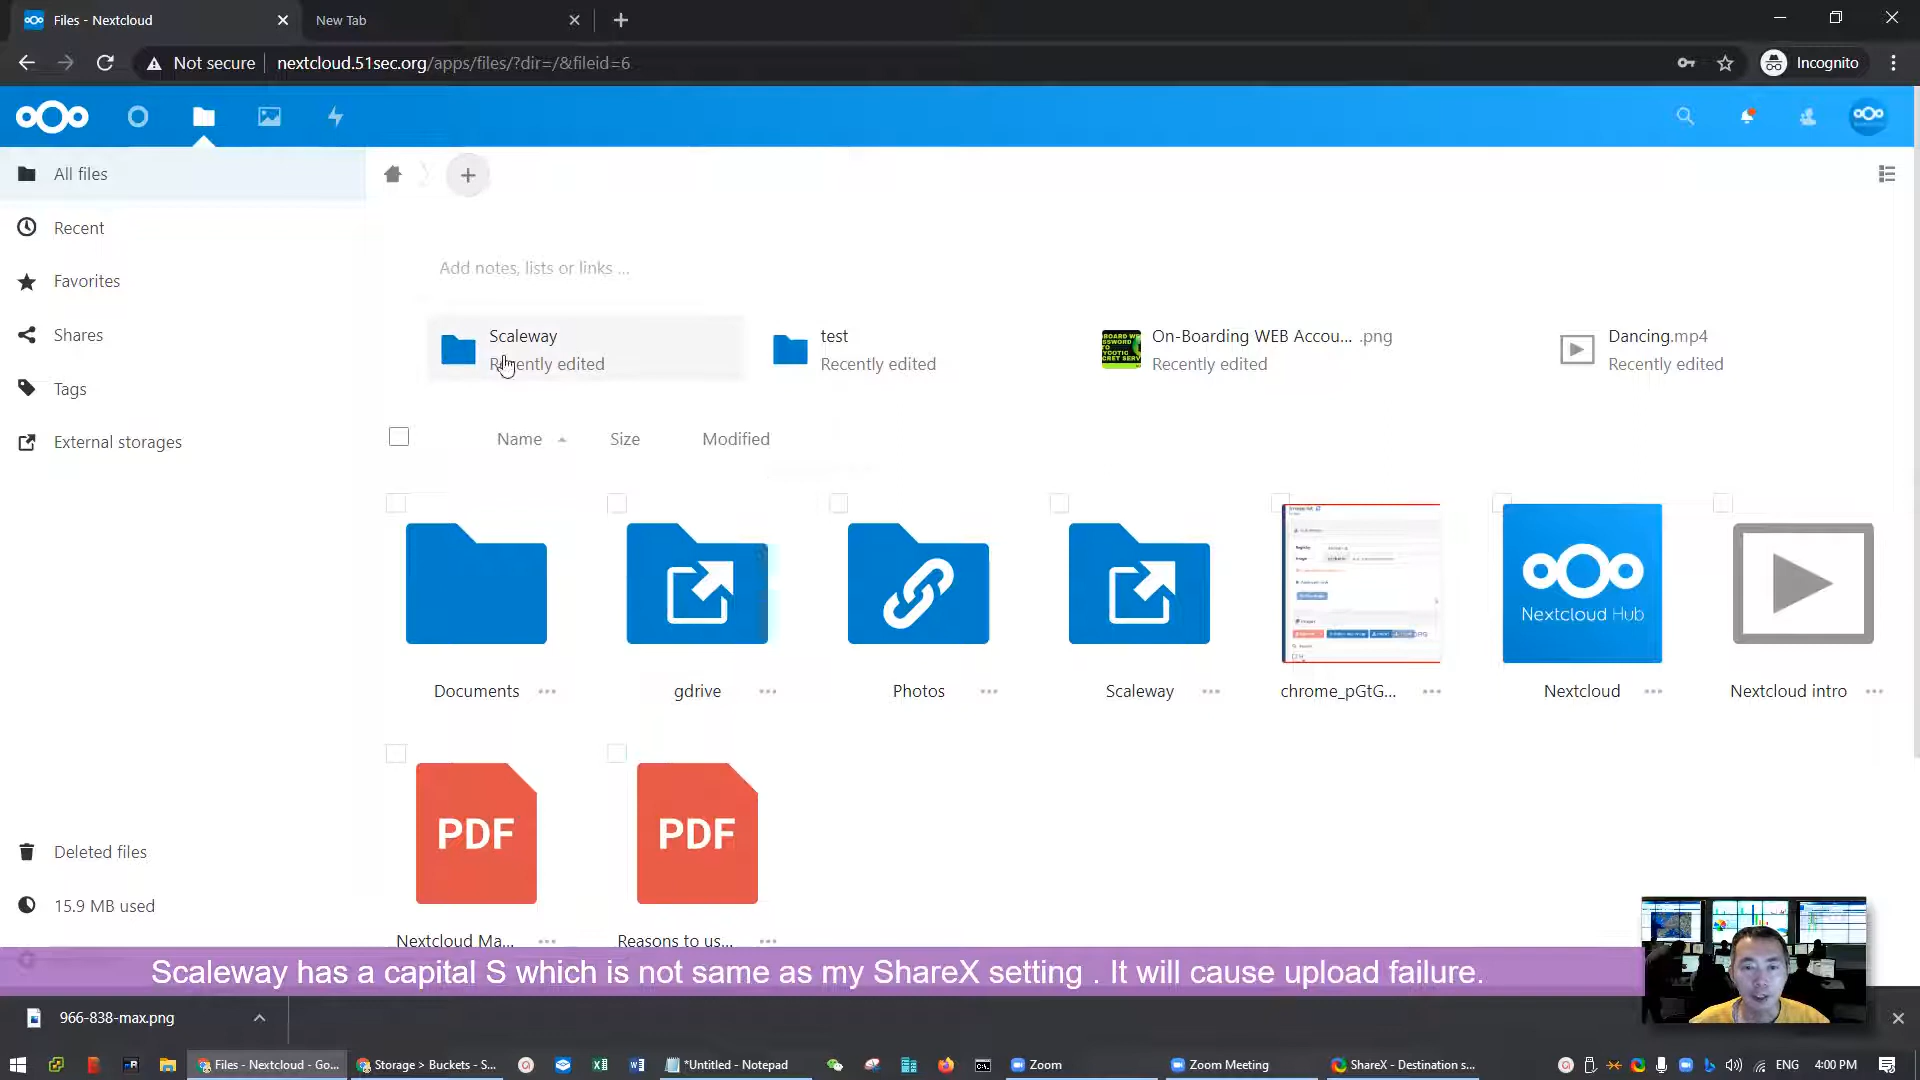 Files - Nextcloud
New Tab
Not secure
nextcloud.51sec.org/apps/files/?dir=/&fileid=6
Incognito
All files
Recent
Favorites
Shares
Tags
External storages
Deleted files
15.9 MB used
Add notes, lists or links ...
Scaleway
Recently edited
test
Recently edited
On-Boarding WEB Accou... .png
Recently edited
Dancing.mp4
Recently edited
Name
Size
Modified
Nextcloud Hub
Documents
gdrive
Photos
Scaleway
chrome_pGtG...
Nextcloud
Nextcloud intro
PDF
PDF
Nextcloud Ma...
Reasons to us...
Scaleway has a capital S which is not same as my ShareX setting . It will cause upload failure.
966-838-max.png
Files - Nextcloud - Go...
Storage > Buckets - S...
*Untitled - Notepad
Zoom
Zoom Meeting
ShareX - Destination s...
ENG
4:00 PM